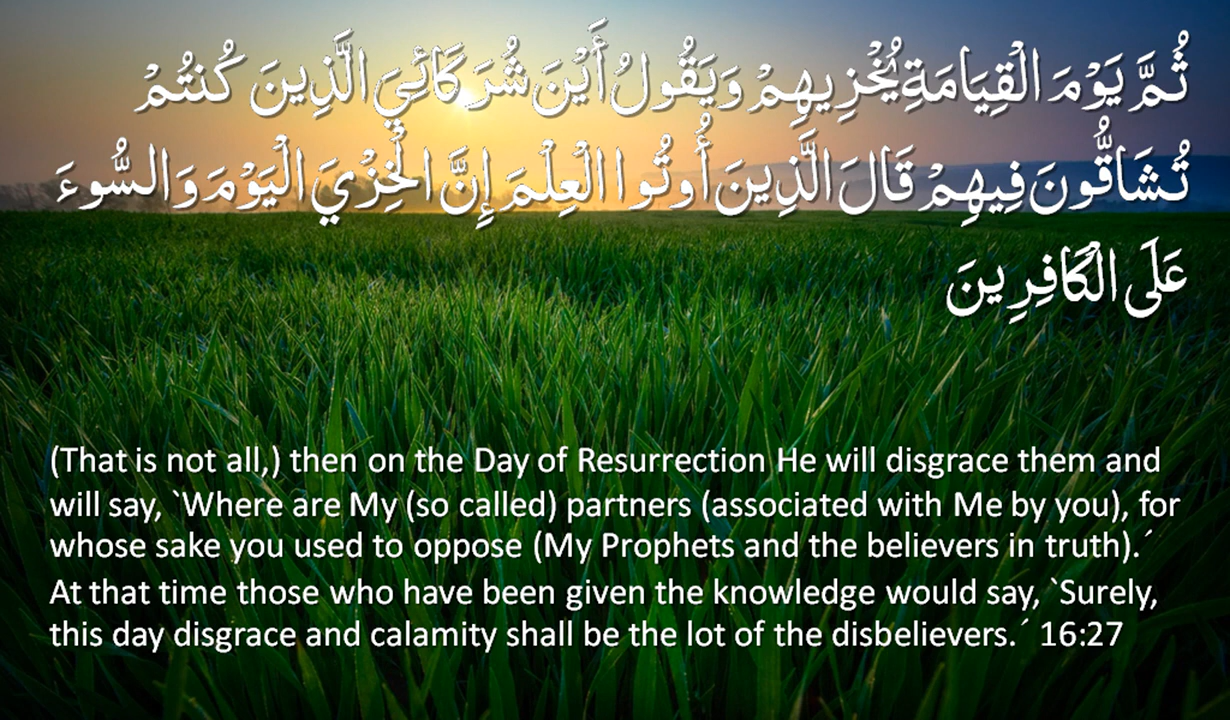 ثُمَّ يَوْمَ الْقِيَامَةِ يُخْزِيهِمْ وَيَقُولُ أَيْنَ شُرَكَائِيَ الَّذِينَ كُنتُمْ
تُشَاقُّونَ فِيهِمْ قَالَ الَّذِينَ أُوتُوا الْعِلْمَ إِنَّ الْخِزْيَ الْيَوْمَ وَالسُّوءَ
عَلَى الْكَافِرِينَ
(That is not all,) then on the Day of Resurrection He will disgrace them and
will say, `Where are My (so called) partners (associated with Me by you), for
whose sake you used to oppose (My Prophets and the believers in truth).´
At that time those who have been given the knowledge would say, `Surely,
this day disgrace and calamity shall be the lot of the disbelievers.´ 16:27